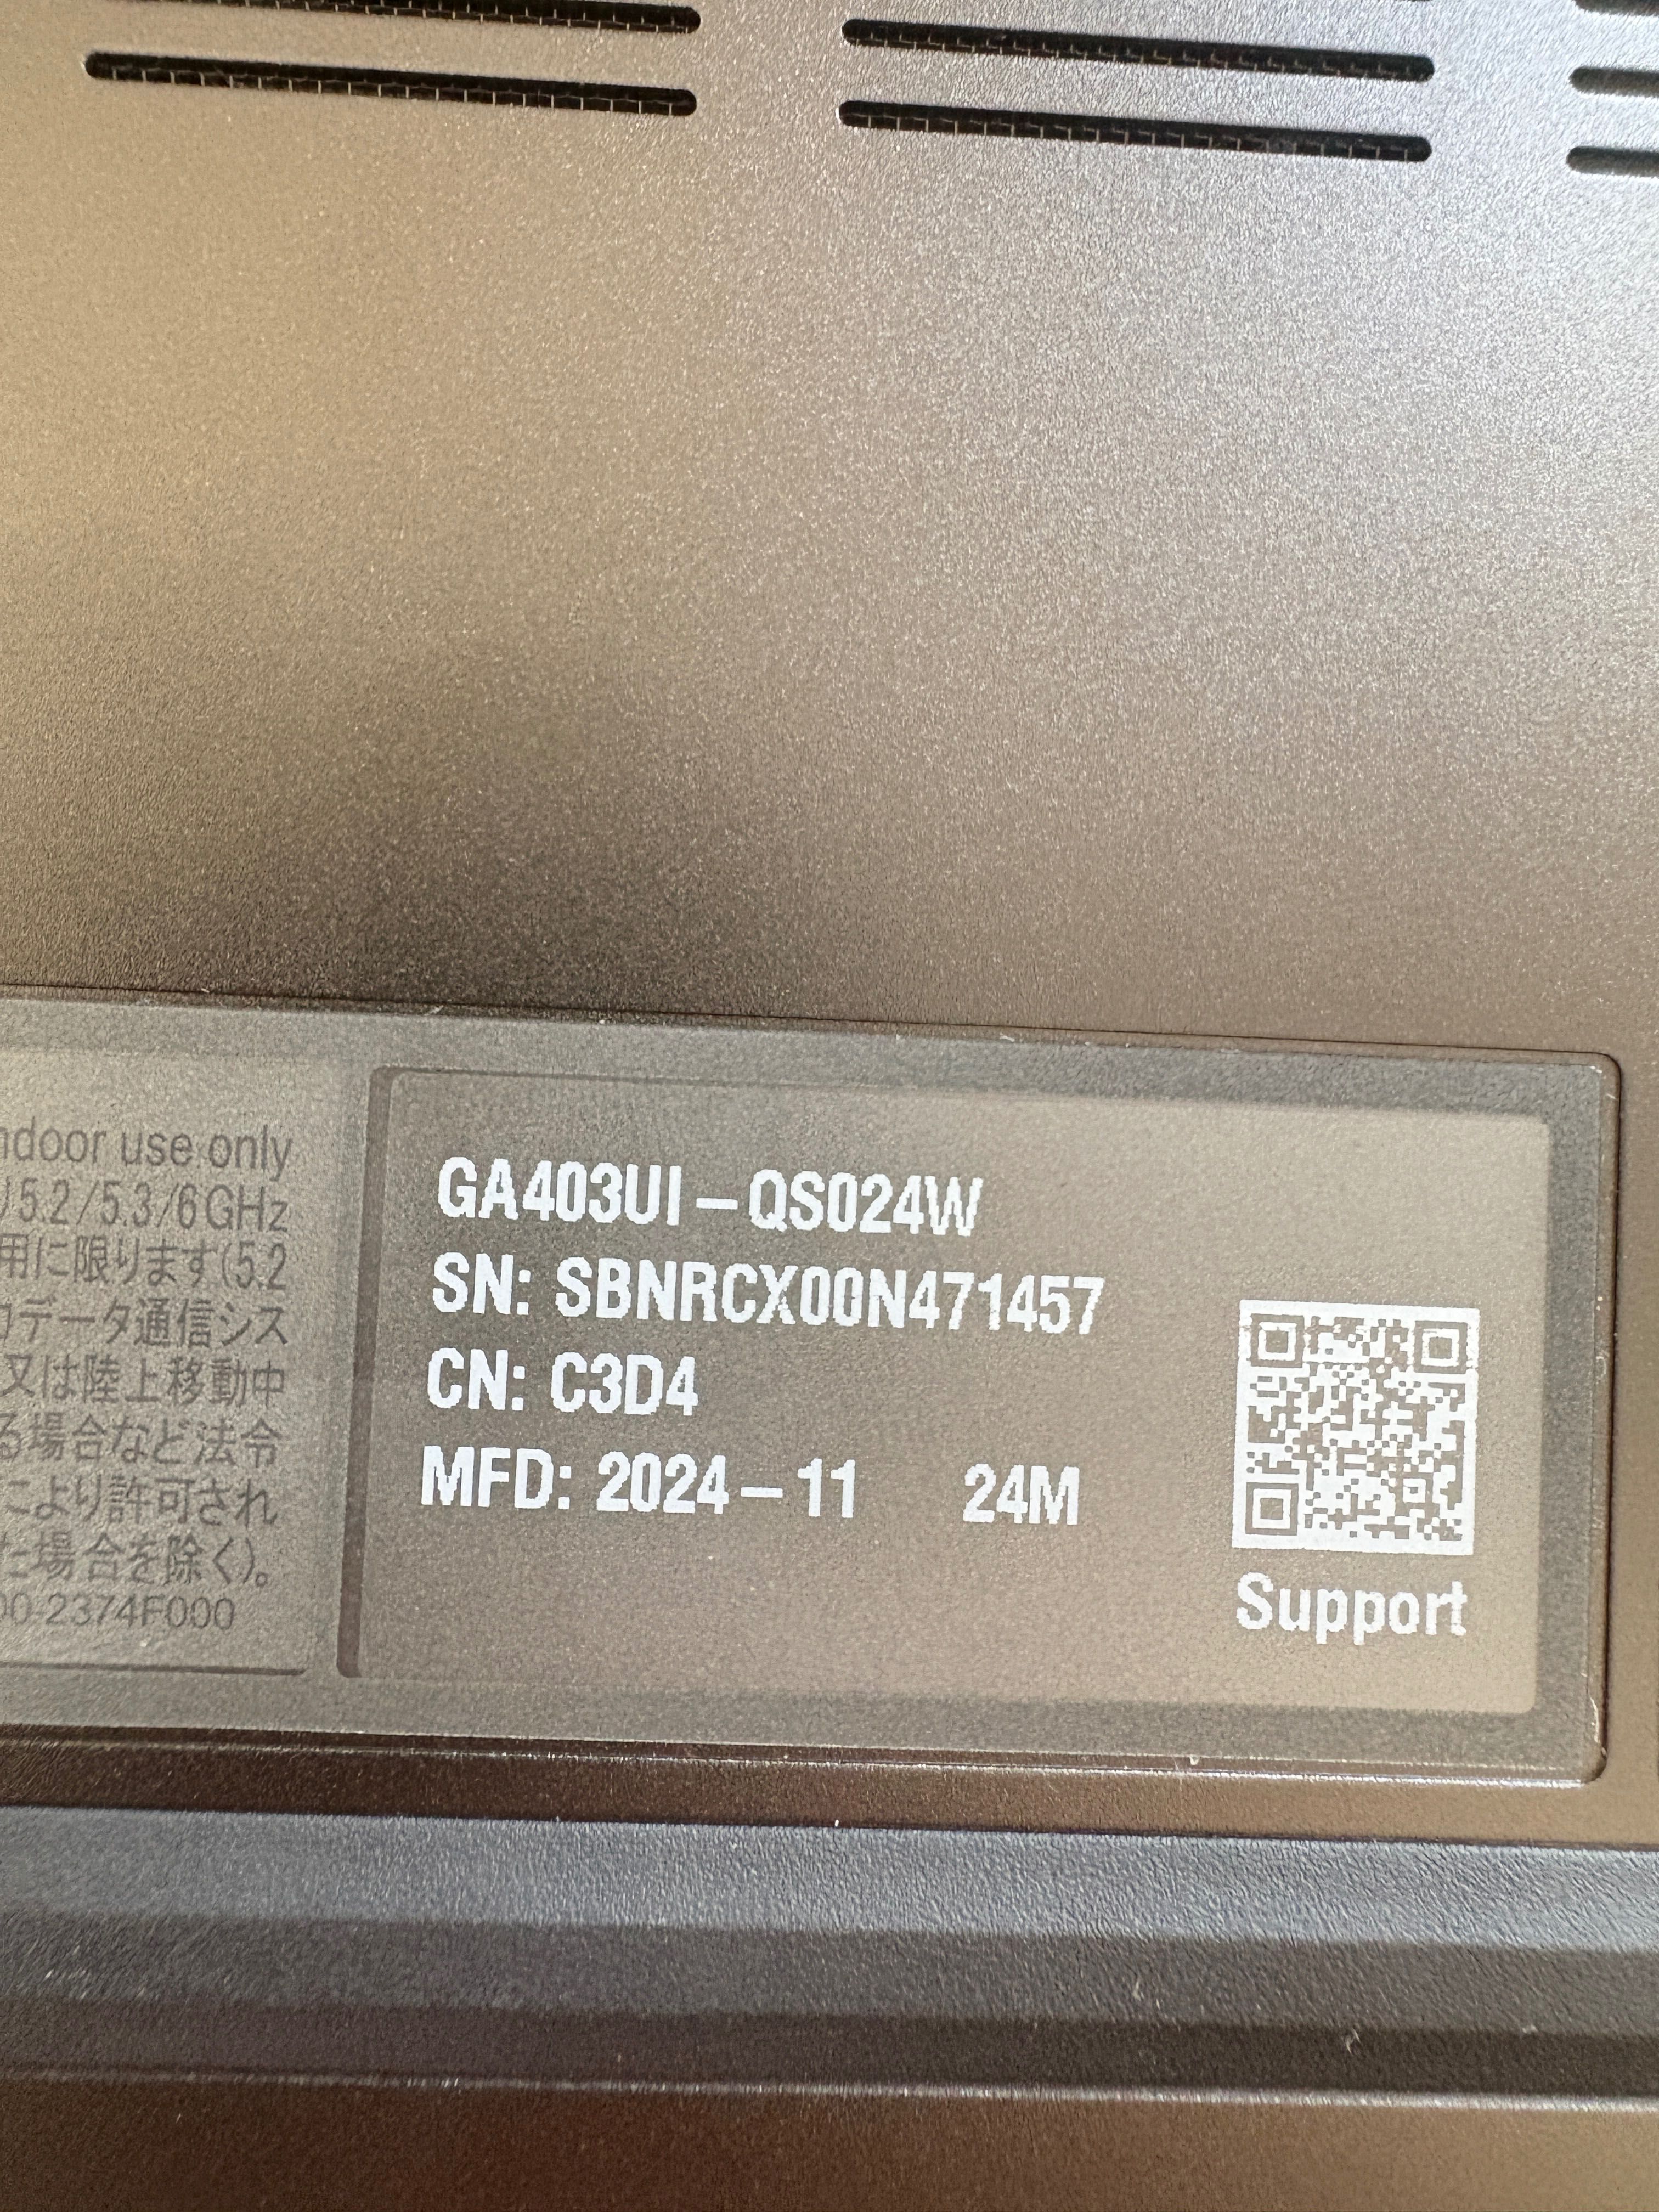 ndoor use only
/5.2/5.3/6GHz
用に限ります(5.2
データ通信シス
又は陸上移動中
る場合など法令
により許可され
た場合を除く)。
00-2374F000
GA403UI-QS024W
SN: SBNRCX00N471457
CN: C3D4
MFD: 2024-11 24M
Support